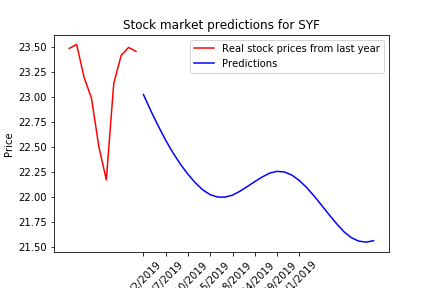 Stock market predictions for SYF
Real stock prices from last year
Predictions
Price
23.50
23.25
23.00
22.75
22.50
22.25
22.00
21.75
21.50